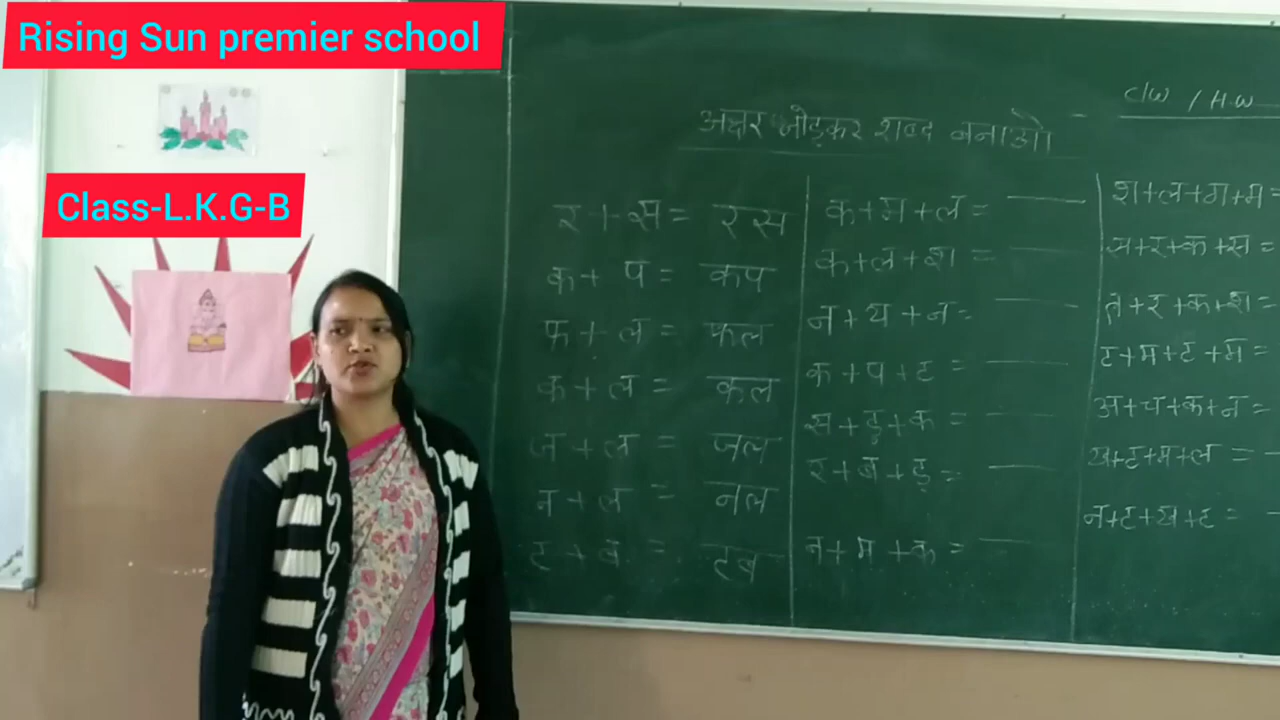 Rising Sun premier school
Class-L.K.G-B
C/W / H.W
अक्षर जोड़कर शब्द बनाओ
र + स = रस
क + प = कप
फ + ल = फल
क + ल = कल
ज + ल = जल
न + ल = नल
ट + ब = टब
क + म + ल =
क + ल + श =
न + य + न =
क + प + ट =
स + ड़ + क =
र + ब + ड़ =
न + म + क =
श + ल + ग + म =
स + र + क + स =
त + र + क + श =
ट + म + ट + म =
अ + च + क + न =
ख + ट + म + ल =
न + ट + ख + ट =